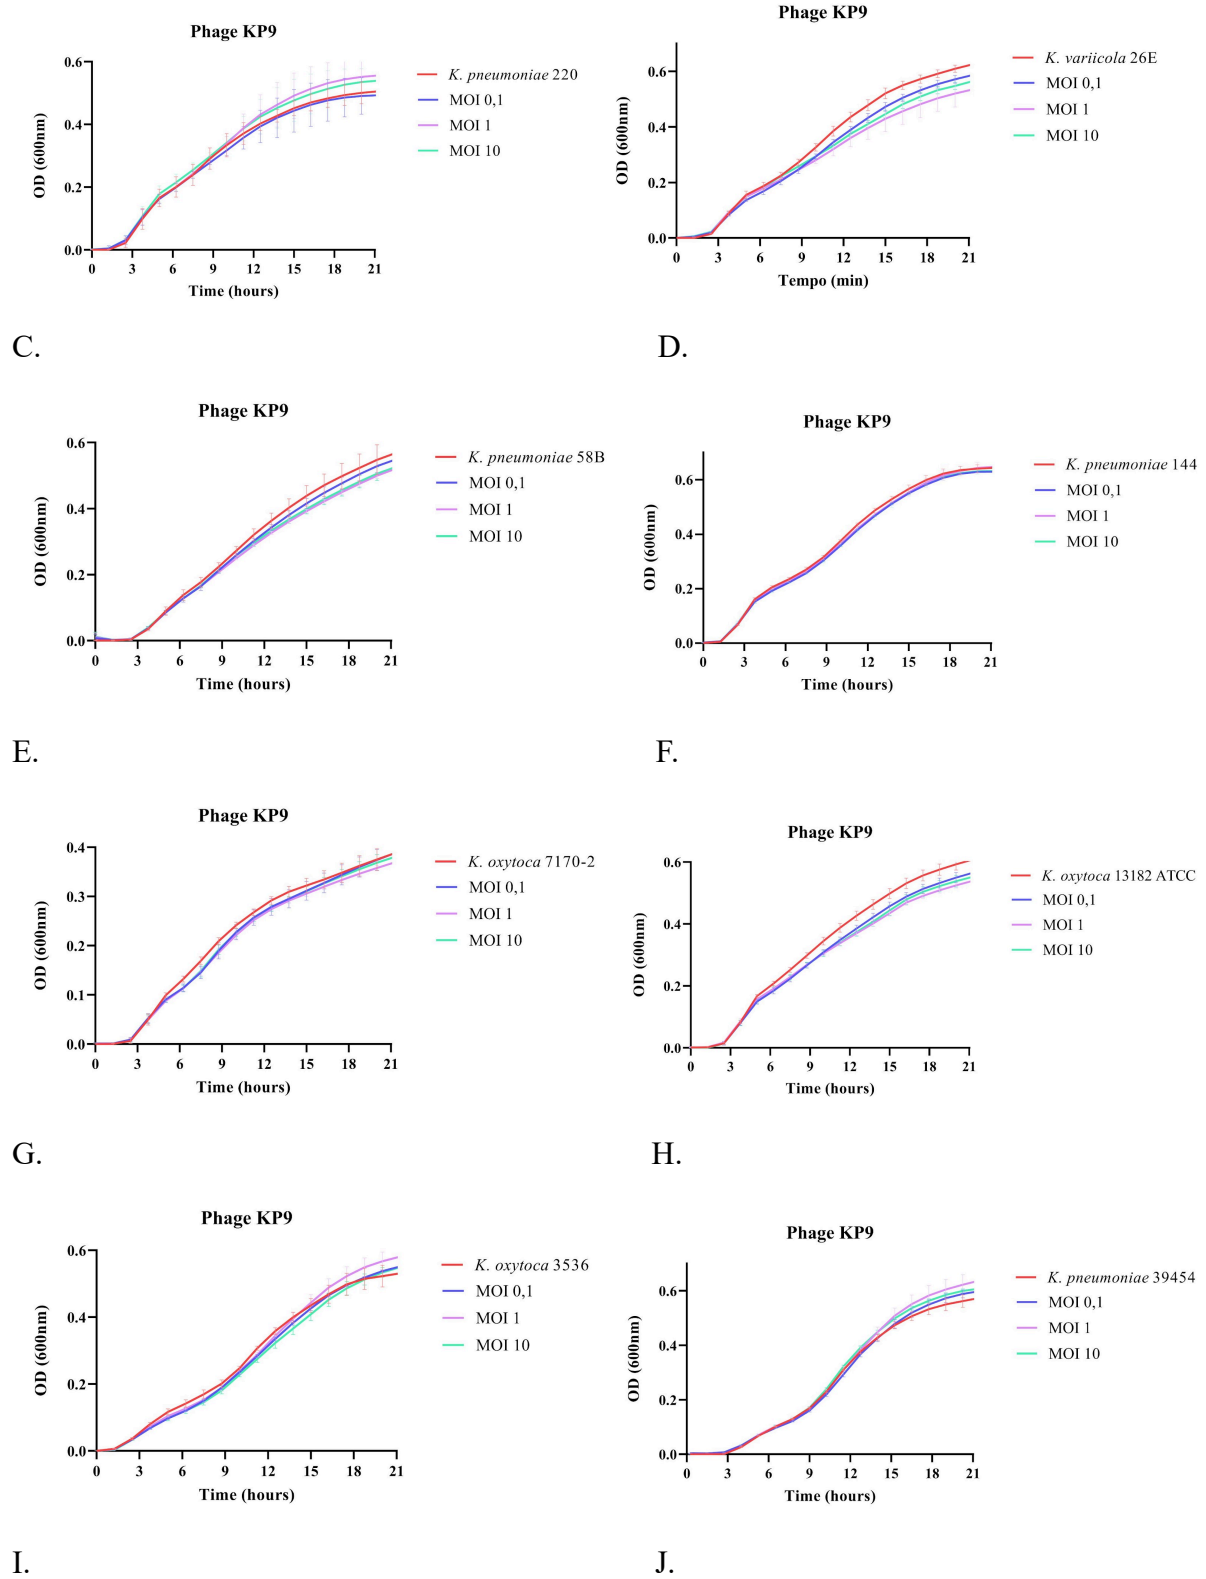 Phage KP9
OD (600nm)
0.6
0.4
0.2
0.0
0 3 6 9 12 15 18 21
Time (hours)
K. pneumoniae 220
MOI 0,1
MOI 1
MOI 10
Phage KP9
OD (600nm)
0.6
0.4
0.2
0.0
0 3 6 9 12 15 18 21
Tempo (min)
K. variicola 26E
MOI 0,1
MOI 1
MOI 10
C.
D.
Phage KP9
OD (600nm)
0.6
0.4
0.2
0.0
0 3 6 9 12 15 18 21
Time (hours)
K. pneumoniae 58B
MOI 0,1
MOI 1
MOI 10
Phage KP9
OD (600nm)
0.6
0.4
0.2
0.0
0 3 6 9 12 15 18 21
Time (hours)
K. pneumoniae 144
MOI 0,1
MOI 1
MOI 10
E.
F.
Phage KP9
OD (600nm)
0.4
0.3
0.2
0.1
0.0
0 3 6 9 12 15 18 21
Time (hours)
K. oxytoca 7170-2
MOI 0,1
MOI 1
MOI 10
Phage KP9
OD (600nm)
0.6
0.4
0.2
0.0
0 3 6 9 12 15 18 21
Time (hours)
K. oxytoca 13182 ATCC
MOI 0,1
MOI 1
MOI 10
G.
H.
Phage KP9
OD (600nm)
0.6
0.4
0.2
0.0
0 3 6 9 12 15 18 21
Time (hours)
K. oxytoca 3536
MOI 0,1
MOI 1
MOI 10
Phage KP9
OD (600nm)
0.6
0.4
0.2
0.0
0 3 6 9 12 15 18 21
Time (hours)
K. pneumoniae 39454
MOI 0,1
MOI 1
MOI 10
I.
J.